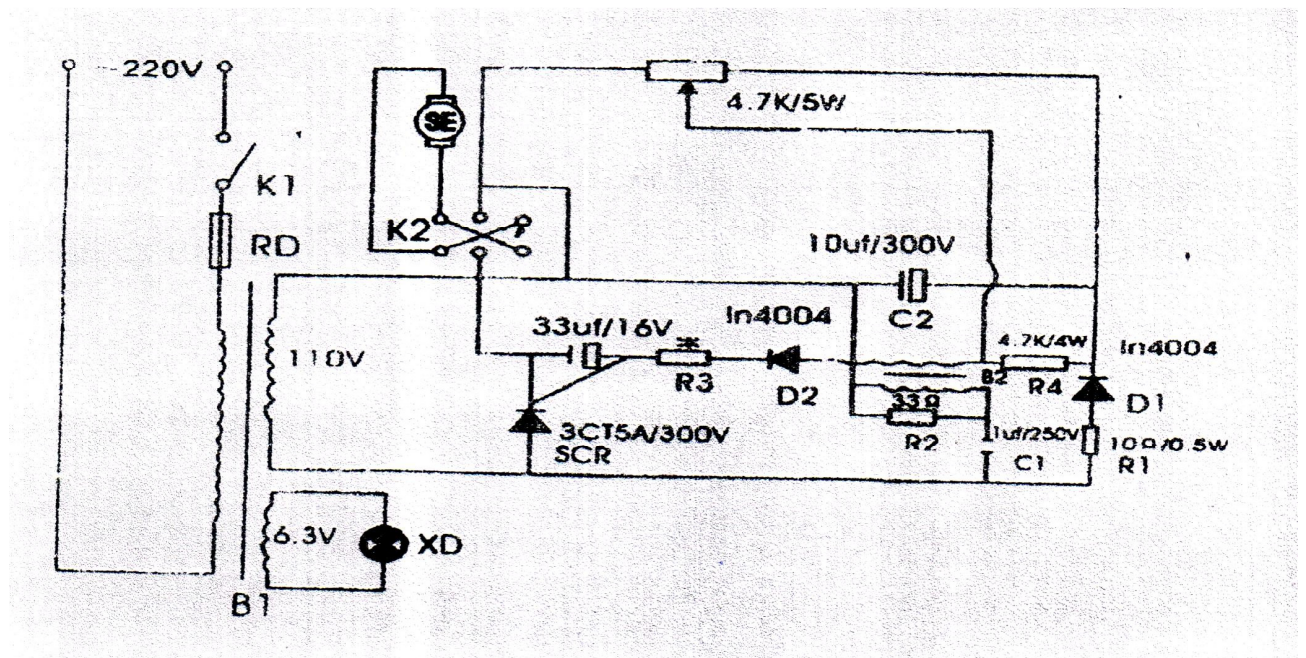 ~220V
SE
4.7K/5W
K1
K2
RD
10uf/300V
C2
In4004
33uf/16V
4.7K/4W
In4004
110V
R3
D2
B2
R4
D1
33Ω
3CT5A/300V
SCR
R2
1uf/250V
C1
10Ω/0.5W
R1
6.3V
XD
B1